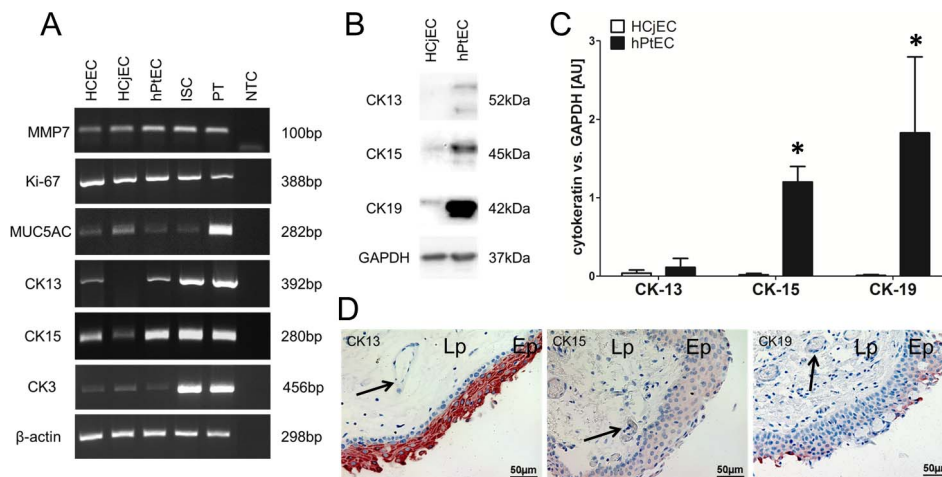 A
HCEC HCjEC hPtEC ISC PT NTC
MMP7 100bp
Ki-67 388bp
MUC5AC 282bp
CK13 392bp
CK15 280bp
CK3 456bp
β-actin 298bp
B
HCjEC hPtEC
CK13 52kDa
CK15 45kDa
CK19 42kDa
GAPDH 37kDa
C
HCjEC
hPtEC
cytokeratin vs. GAPDH [AU]
3
2
1
0
* *
CK-13 CK-15 CK-19
D
CK13 Lp Ep
50µm
CK15 Lp Ep
50µm
CK19 Lp Ep
50µm